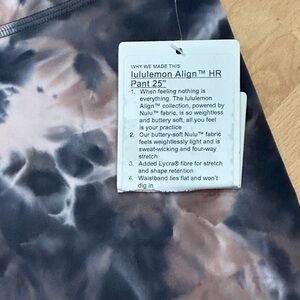 WHY WE MADE THIS
lululemon Align™ HR
Pant 25"
1. When feeling nothing is
everything. The lululemon
Align™ collection, powered by
Nulu™ fabric, is so weightless
and buttery soft, all you feel
is your practice
2. Our buttery-soft Nulu™ fabric
feels weightlessly light and is
sweat-wicking and four-way
stretch
3. Added Lycra® fibre for stretch
and shape retention
4. Waistband lies flat and won't
dig in